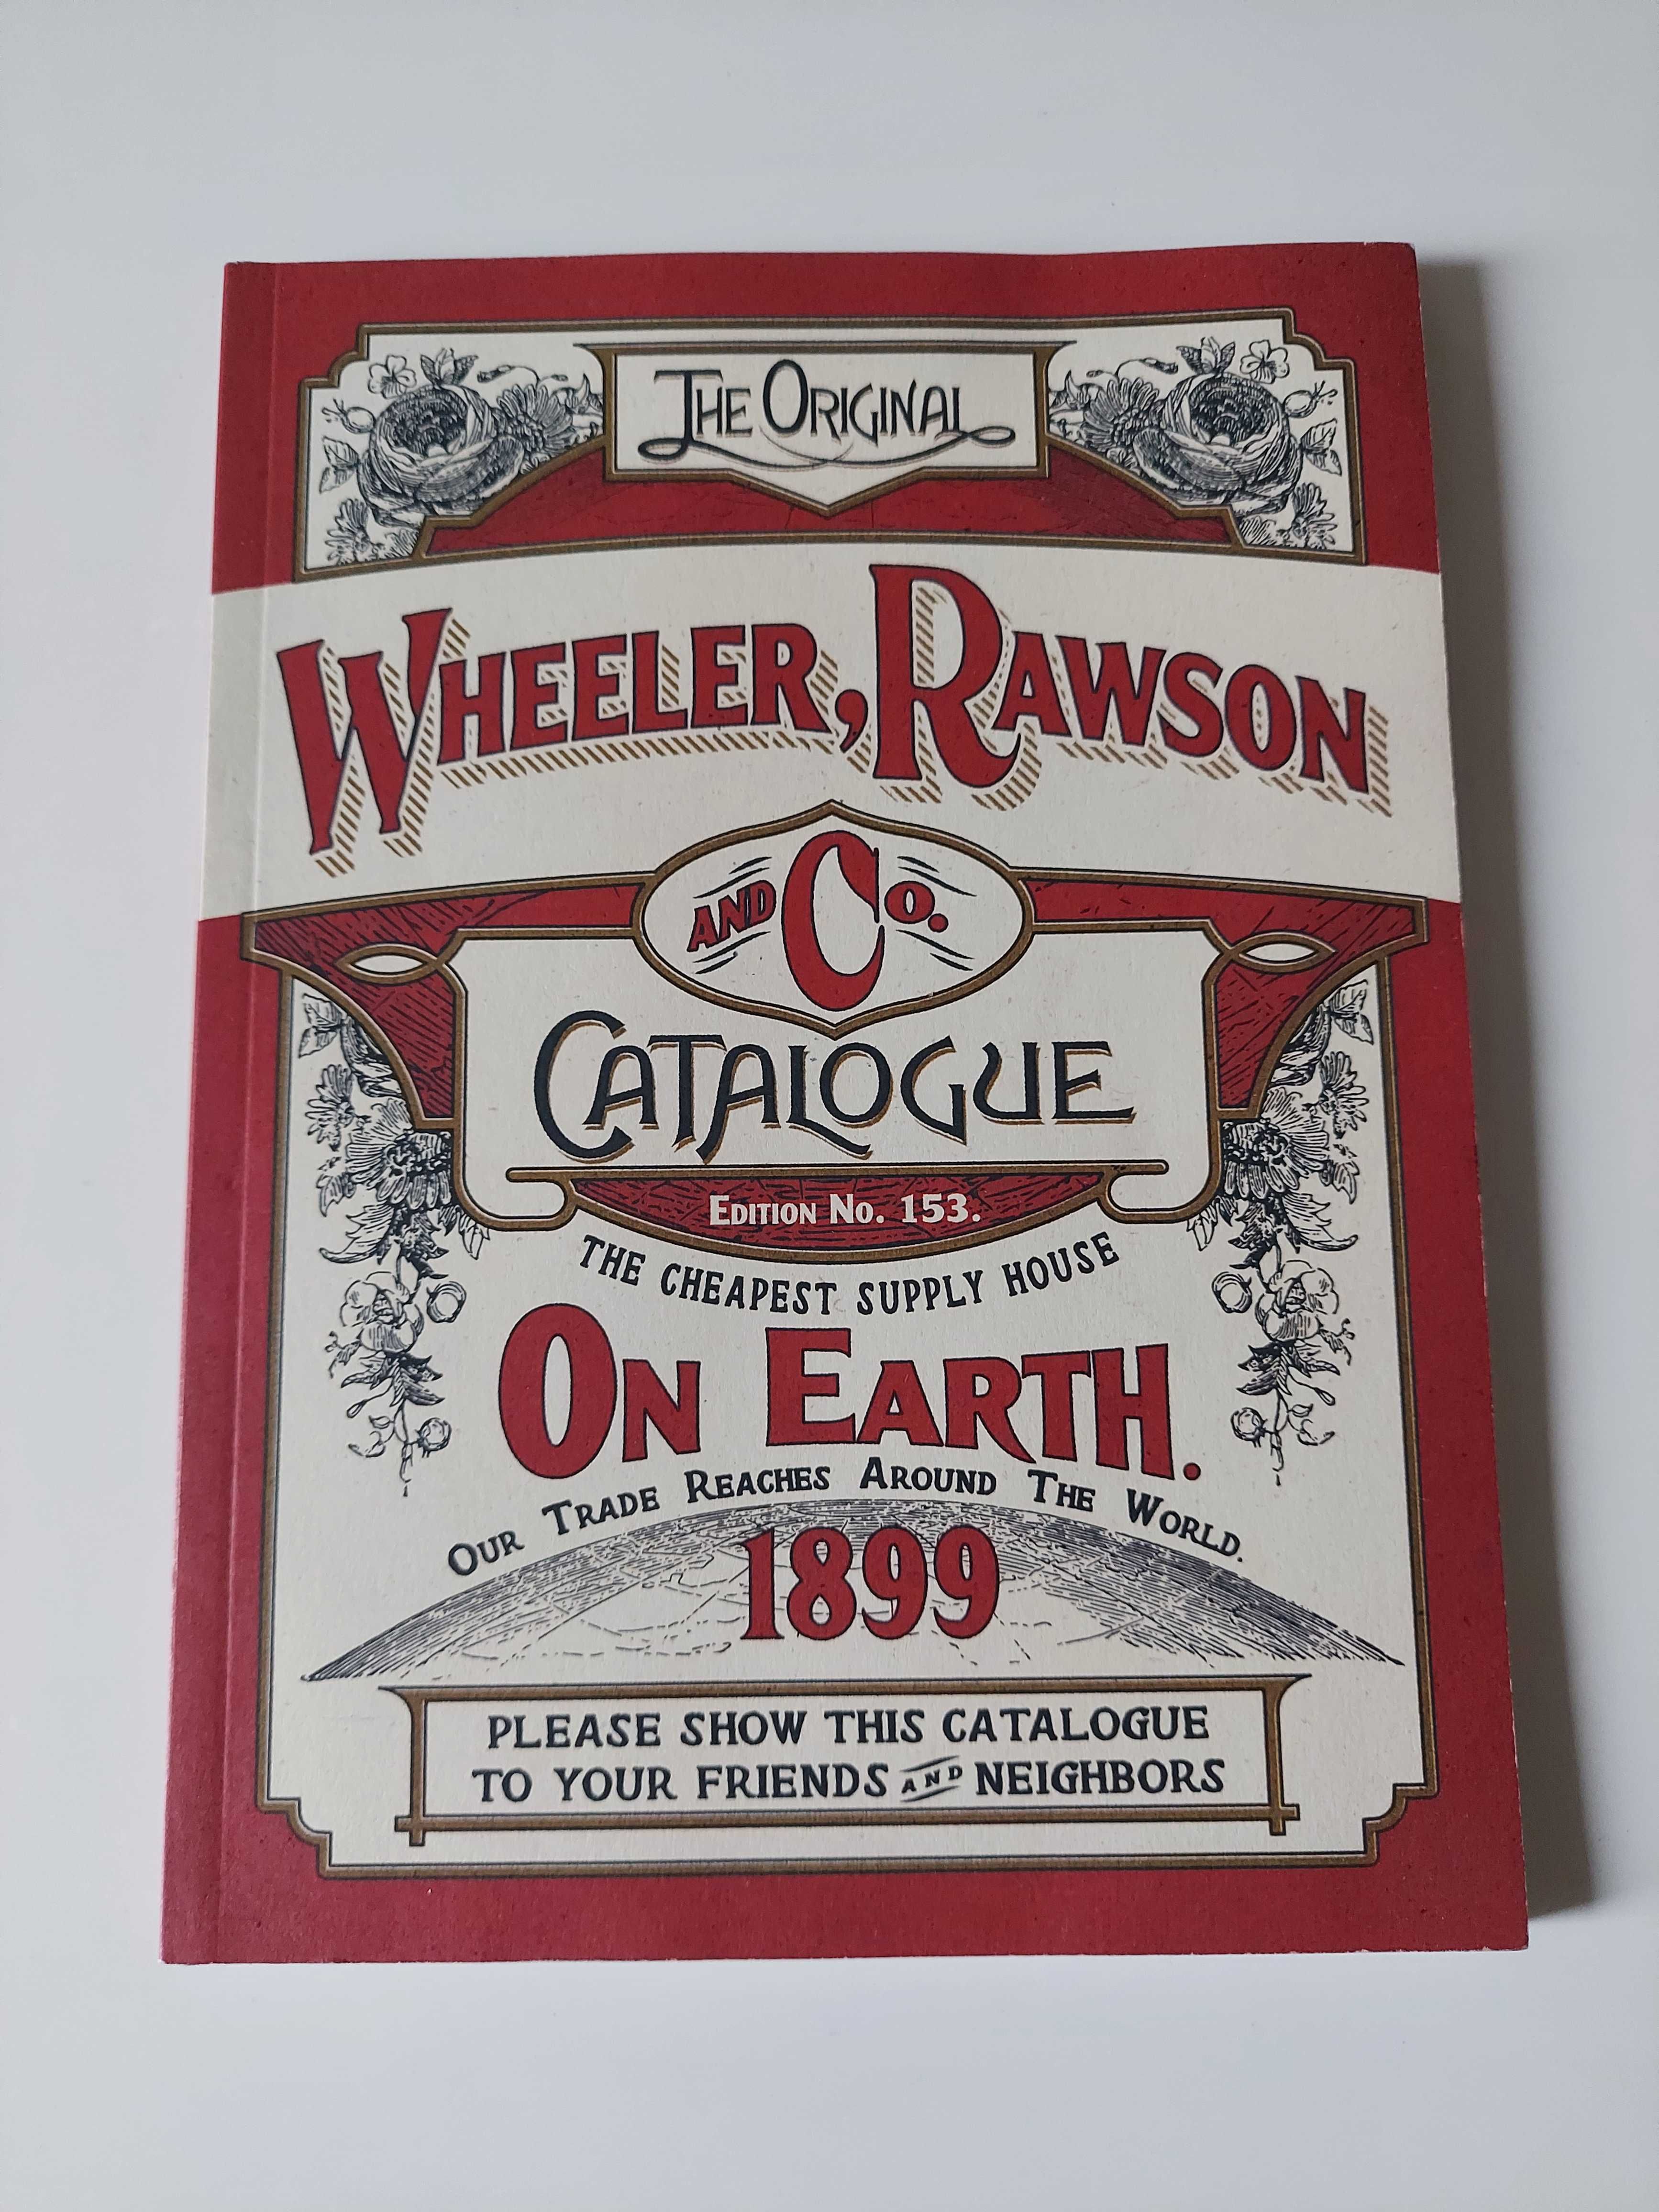 The Original
Wheeler, Rawson
and Co.
Catalogue
Edition No. 153.
THE CHEAPEST SUPPLY HOUSE
On Earth.
Our Trade Reaches Around The World.
1899
PLEASE SHOW THIS CATALOGUE
TO YOUR FRIENDS AND NEIGHBORS